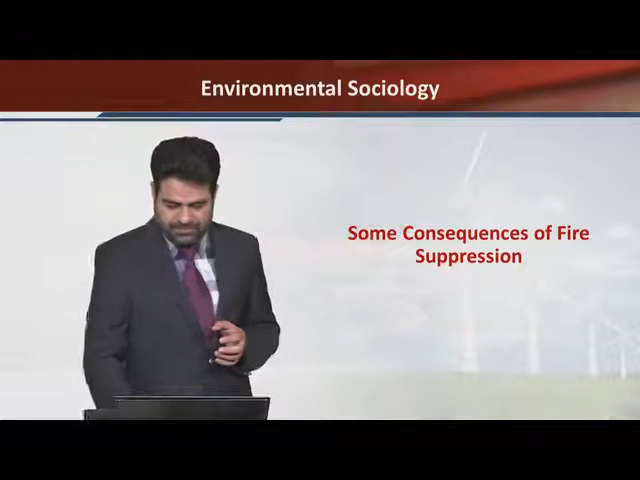 Environmental Sociology
Some Consequences of Fire
Suppression